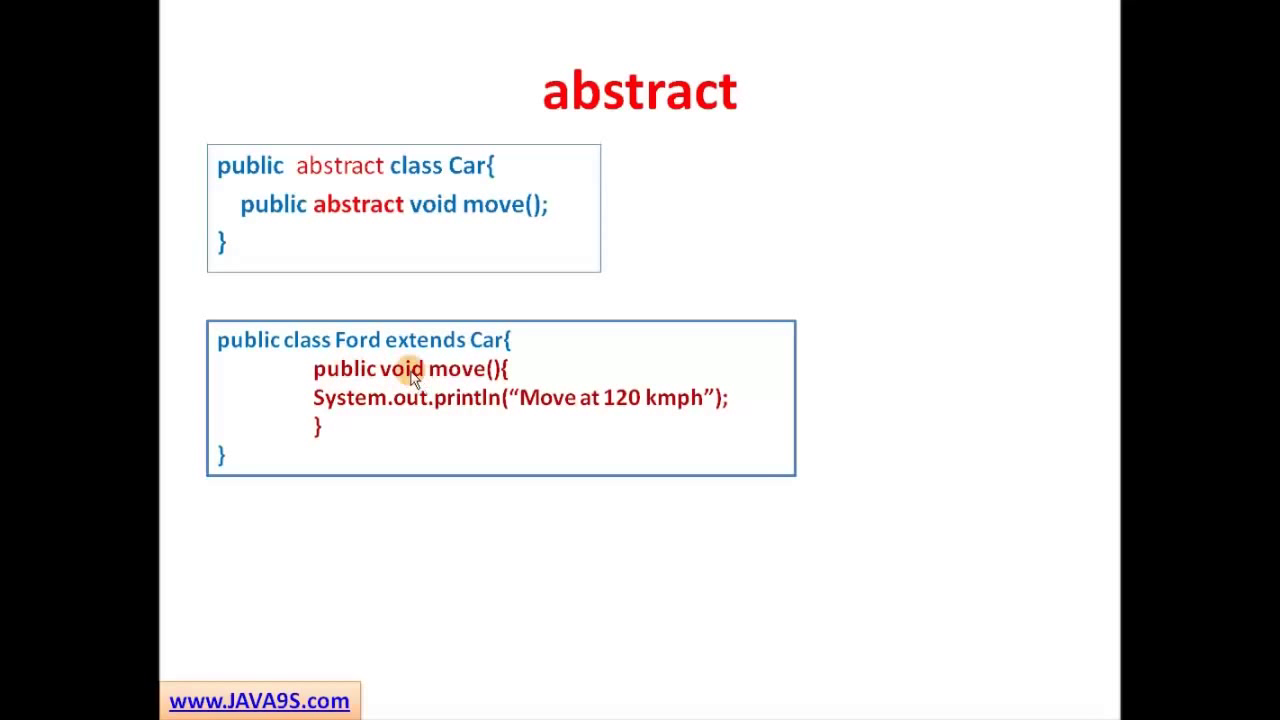 abstract
public abstract class Car{
public abstract void move();
}
public class Ford extends Car{
public void move(){
System.out.println(“Move at 120 kmph”);
}
}
www.JAVA9S.com